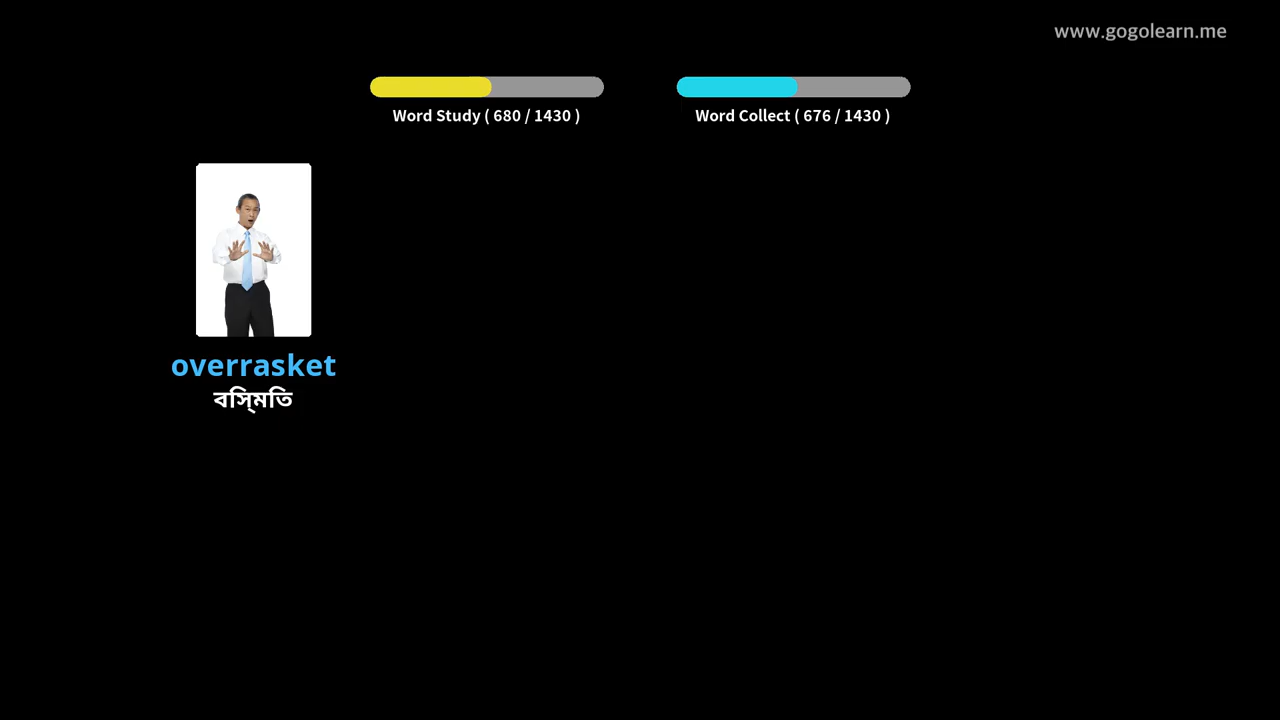 www.gogolearn.me
Word Study ( 680 / 1430 )
Word Collect ( 676 / 1430 )
overrasket
বিস্মিত